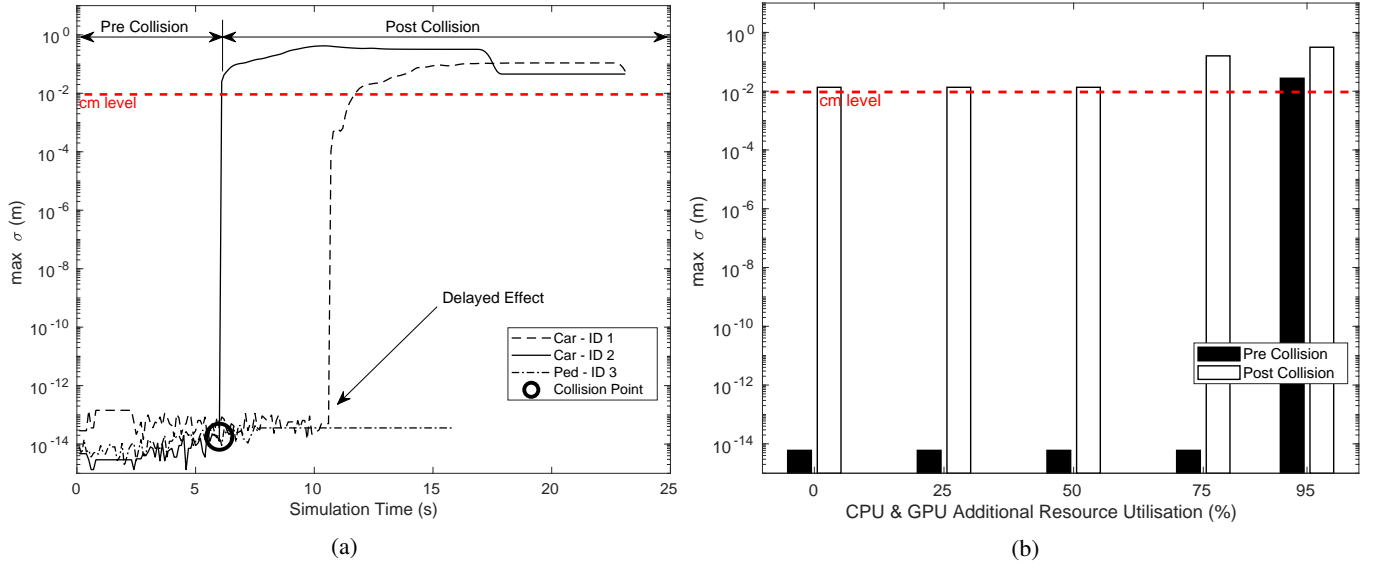 Pre Collision
Post Collision
10^0
10^-2
10^-4
10^-6
10^-8
10^-10
10^-12
10^-14
max σ (m)
cm level
Delayed Effect
Car - ID 1
Car - ID 2
Ped - ID 3
Collision Point
0 5 10 15 20 25
Simulation Time (s)
(a)
10^0
10^-2
10^-4
10^-6
10^-8
10^-10
10^-12
10^-14
max σ (m)
cm level
Pre Collision
Post Collision
0 25 50 75 95
CPU & GPU Additional Resource Utilisation (%)
(b)